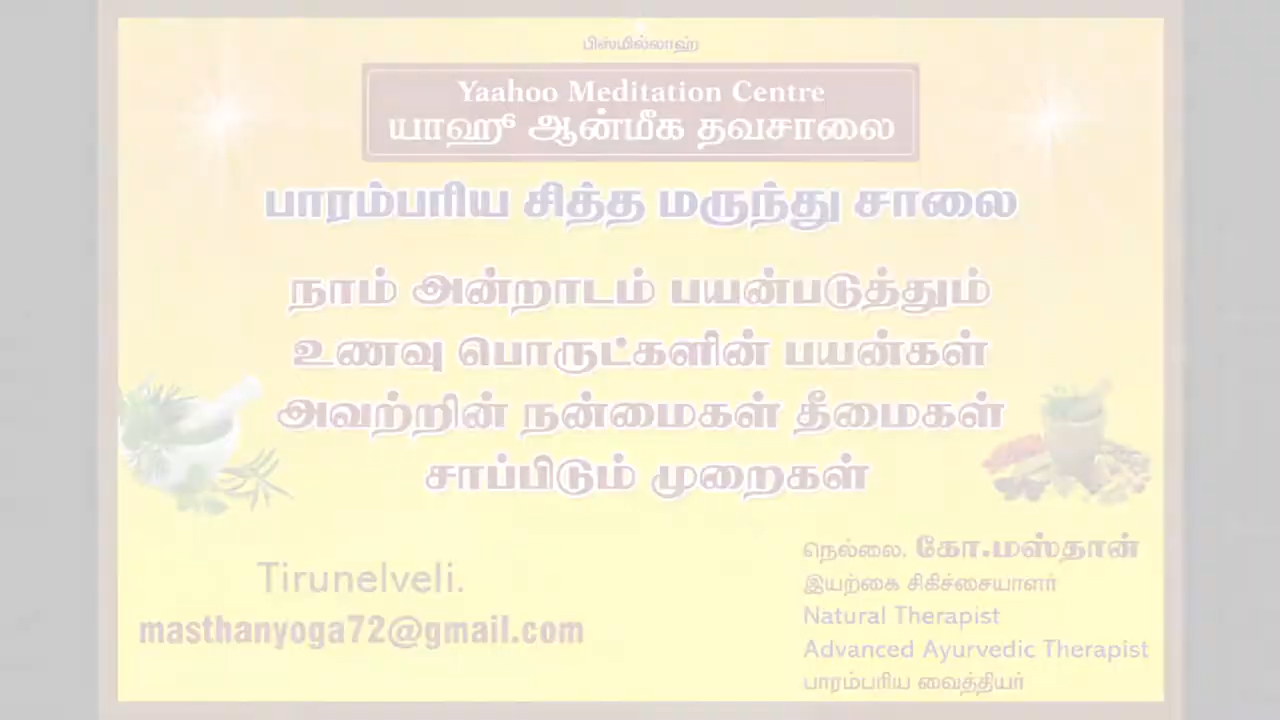 பிஸ்மில்லாஹ்
Yaahoo Meditation Centre
யாஹூ ஆன்மீக தவசாலை
பாரம்பரிய சித்த மருந்து சாலை
நாம் அன்றாடம் பயன்படுத்தும்
உணவு பொருட்களின் பயன்கள்
அவற்றின் நன்மைகள் தீமைகள்
சாப்பிடும் முறைகள்
Tirunelveli.
masthanyoga72@gmail.com
நெல்லை. கோ.மஸ்தான்
இயற்கை சிகிச்சையாளர்
Natural Therapist
Advanced Ayurvedic Therapist
பாரம்பரிய வைத்தியர்